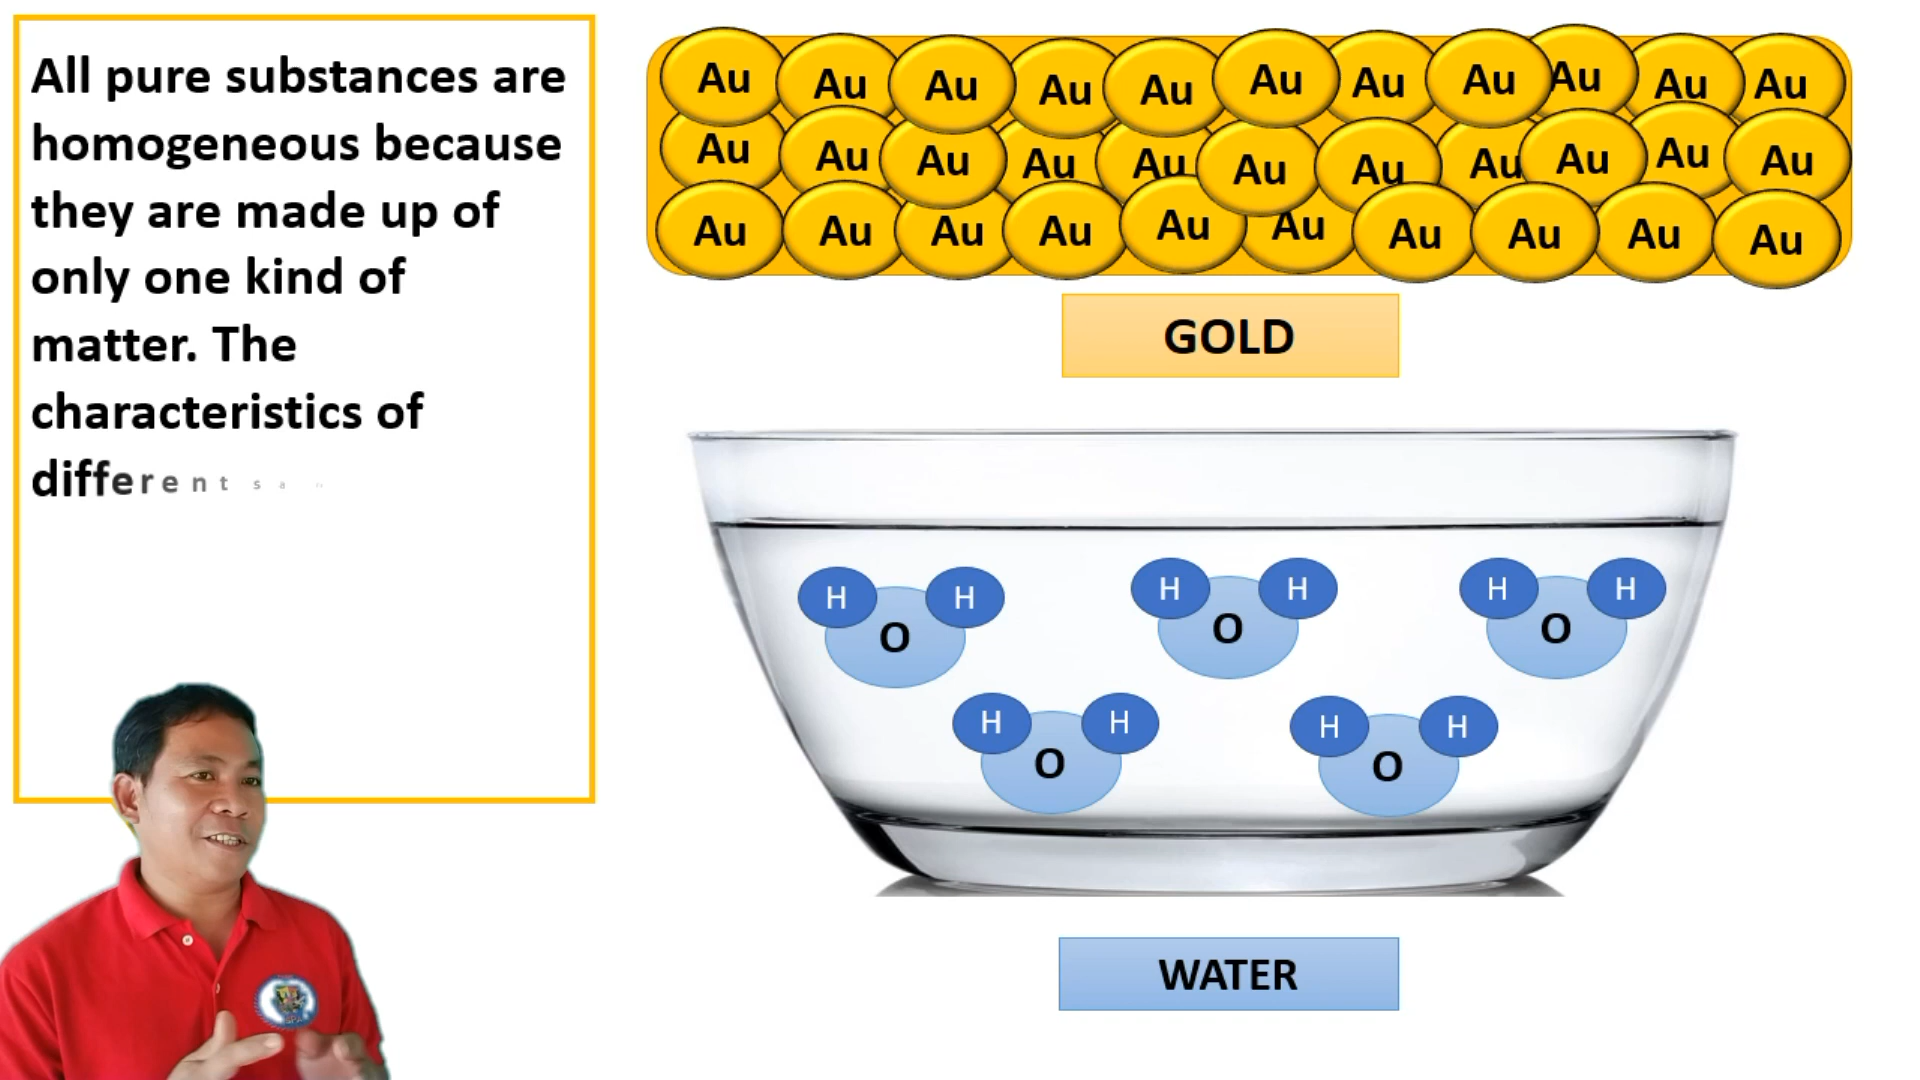 All pure substances are
homogeneous because
they are made up of
only one kind of
matter. The
characteristics of
different sa
Au Au Au Au Au Au Au Au Au Au Au
Au Au Au Au Au Au Au Au Au Au Au
Au Au Au Au Au Au Au Au Au Au
GOLD
H H H H H H
O O O
H H H H
O O
WATER